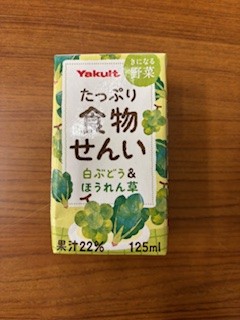 きになる
野菜
Yakult
たっぷり
食物
せんい
白ぶどう&
ほうれん草
果汁22%
125ml